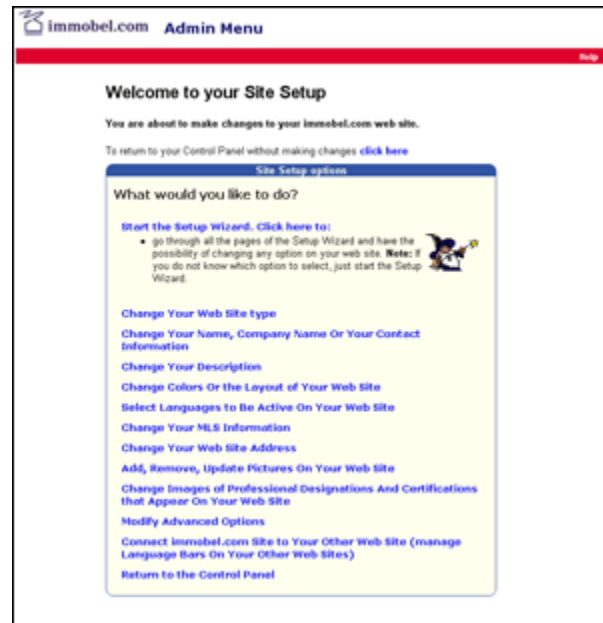 immobel.com Admin Menu
Help
Welcome to your Site Setup
You are about to make changes to your immobel.com web site.
To return to your Control Panel without making changes click here
Site Setup options
What would you like to do?
Start the Setup Wizard. Click here to:
• go through all the pages of the Setup Wizard and have the
possibility of changing any option on your web site. Note: If
you do not know which option to select, just start the Setup
Wizard.
Change Your Web Site type
Change Your Name, Company Name Or Your Contact
Information
Change Your Description
Change Colors Or the Layout of Your Web Site
Select Languages to Be Active On Your Web Site
Change Your MLS Information
Change Your Web Site Address
Add, Remove, Update Pictures On Your Web Site
Change Images of Professional Designations And Certifications
that Appear On Your Web Site
Modify Advanced Options
Connect immobel.com Site to Your Other Web Site (manage
Language Bars On Your Other Web Sites)
Return to the Control Panel